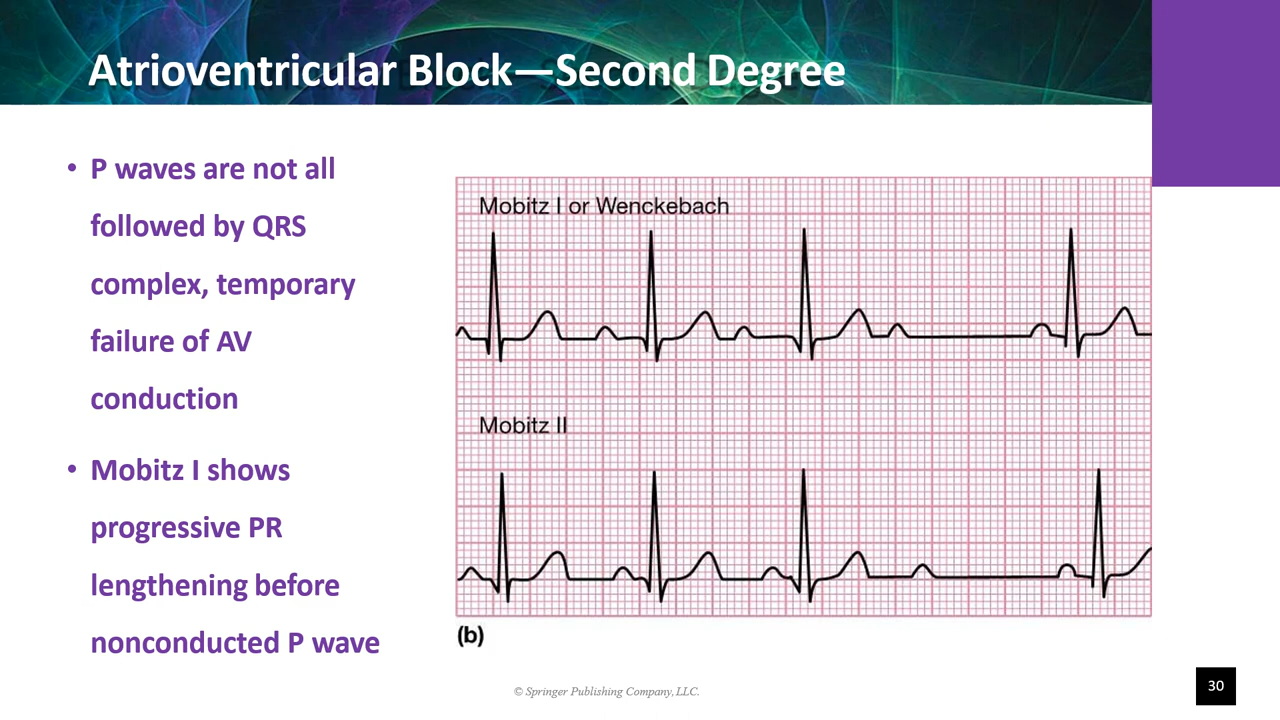 Atrioventricular Block—Second Degree
• P waves are not all
followed by QRS
complex, temporary
failure of AV
conduction
• Mobitz I shows
progressive PR
lengthening before
nonconducted P wave
Mobitz I or Wenckebach
Mobitz II
(b)
© Springer Publishing Company, LLC.
30